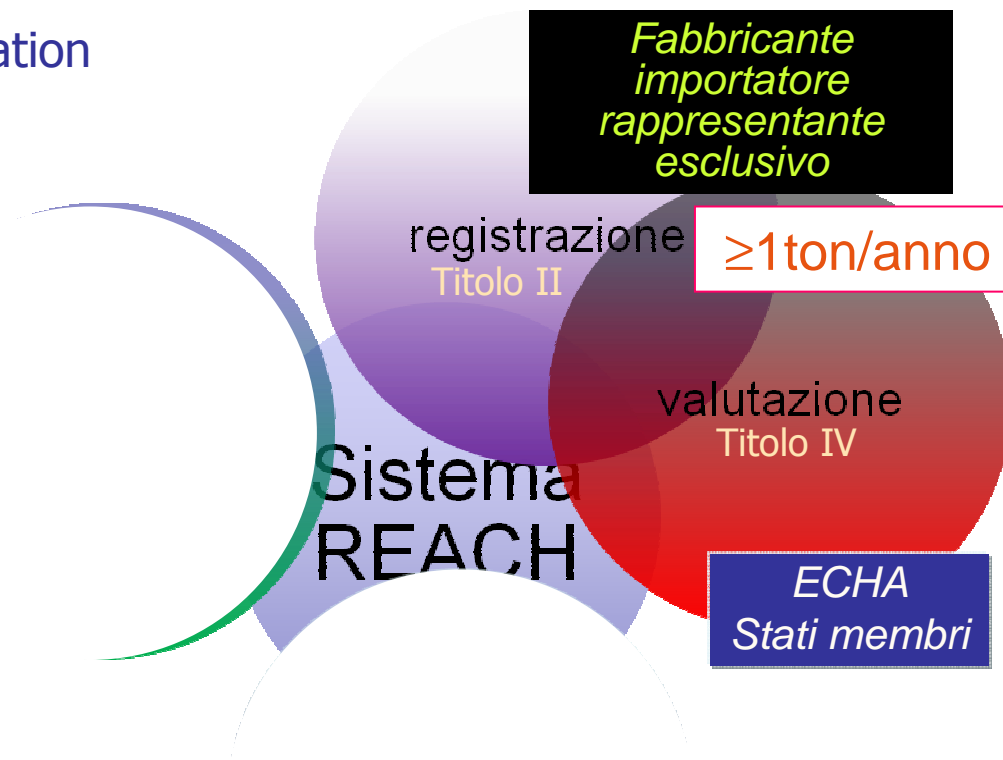 ation
Fabbricante
importatore
rappresentante
esclusivo
registrazione
Titolo II
≥1ton/anno
valutazione
Titolo IV
Sistema
REACH
ECHA
Stati membri